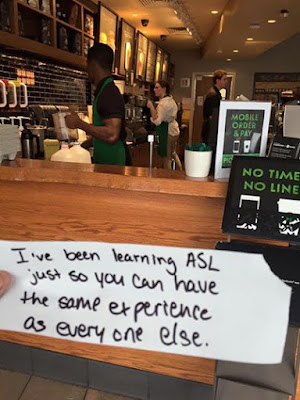 MOBILE
ORDER
& PAY
NO TIME
NO LINE
I've been learning ASL
just so you can have
the same experience
as every one else.